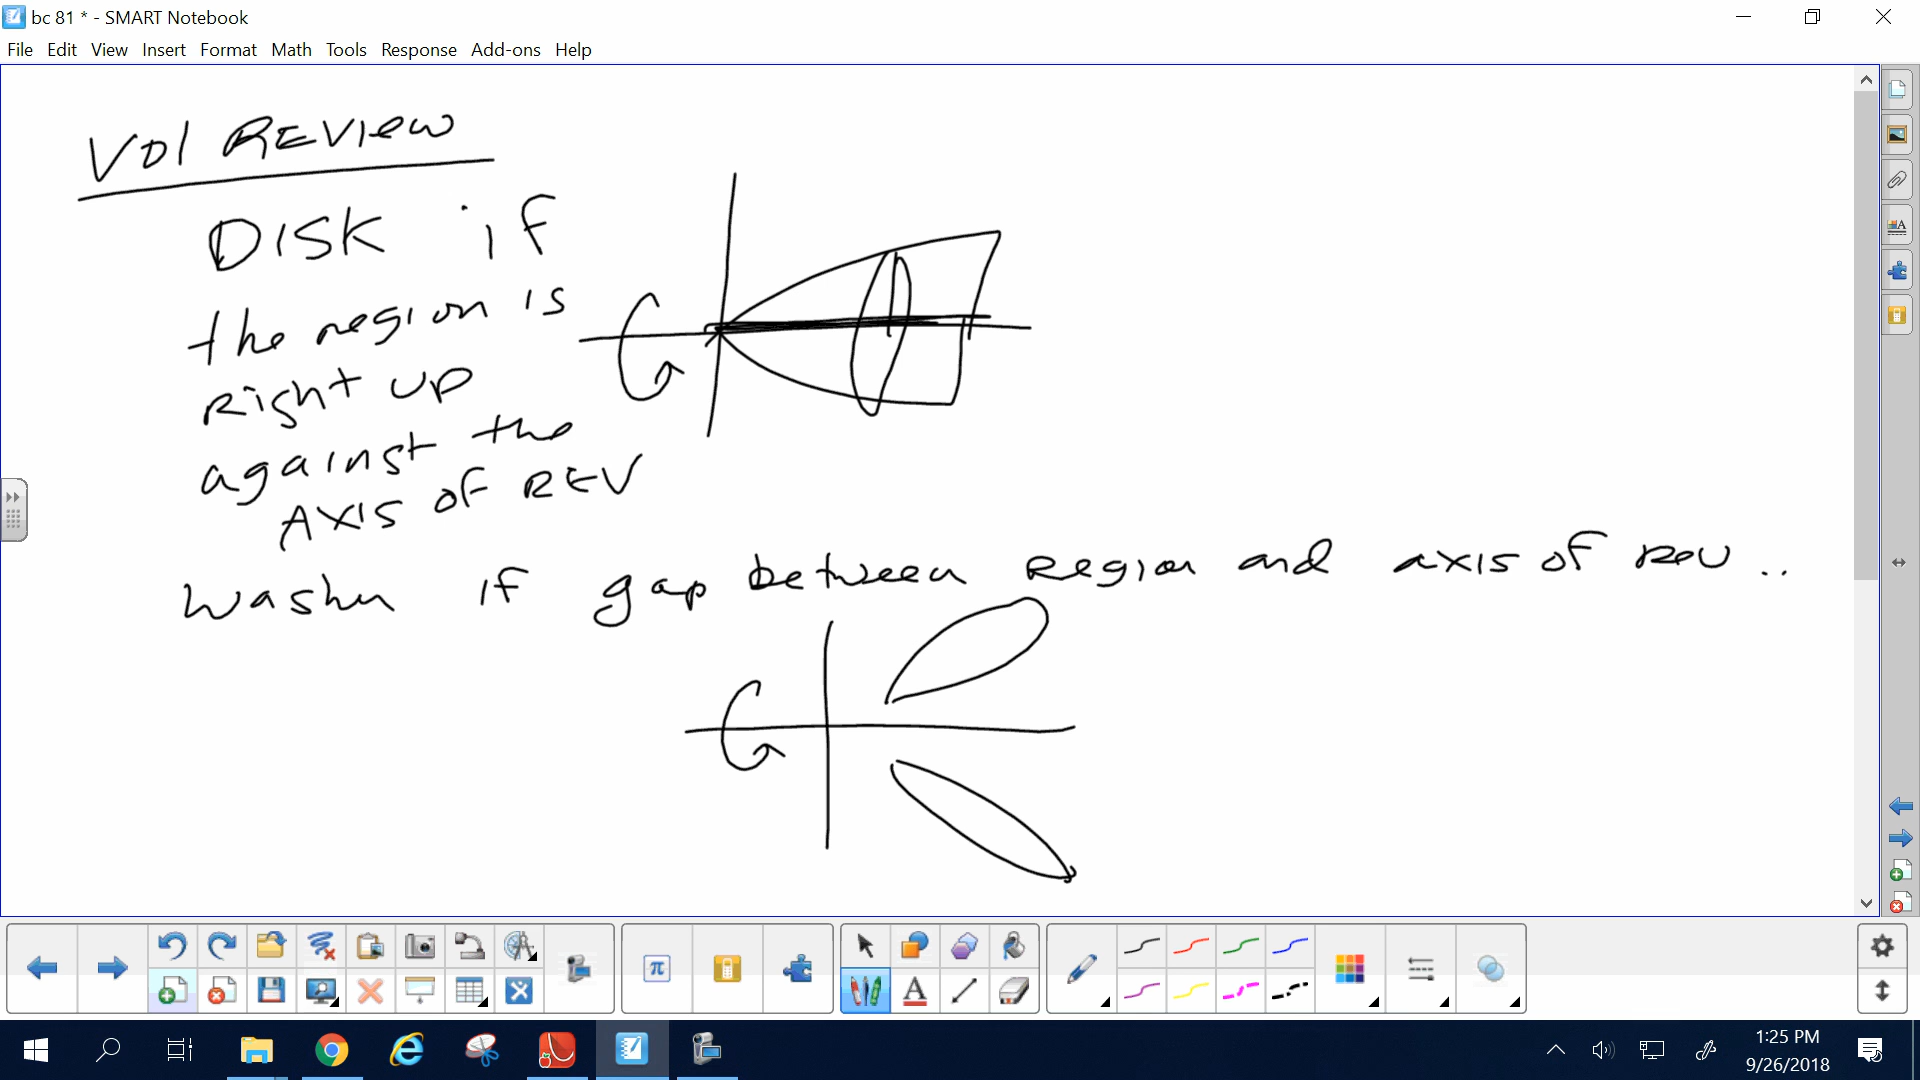 bc 81 * - SMART Notebook
File Edit View Insert Format Math Tools Response Add-ons Help
Vol REVIEW
DISK if
the region is
Right up
against the
AXIS OF REV
washer if gap between Region and axis of rev ..
π
A
1:25 PM
9/26/2018